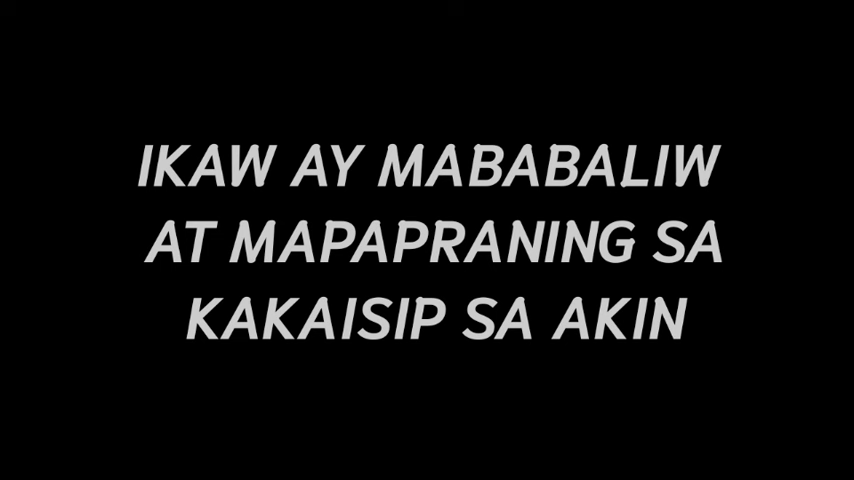 IKAW AY MABABALIW
AT MAPAPRANING SA
KAKAISIP SA AKIN